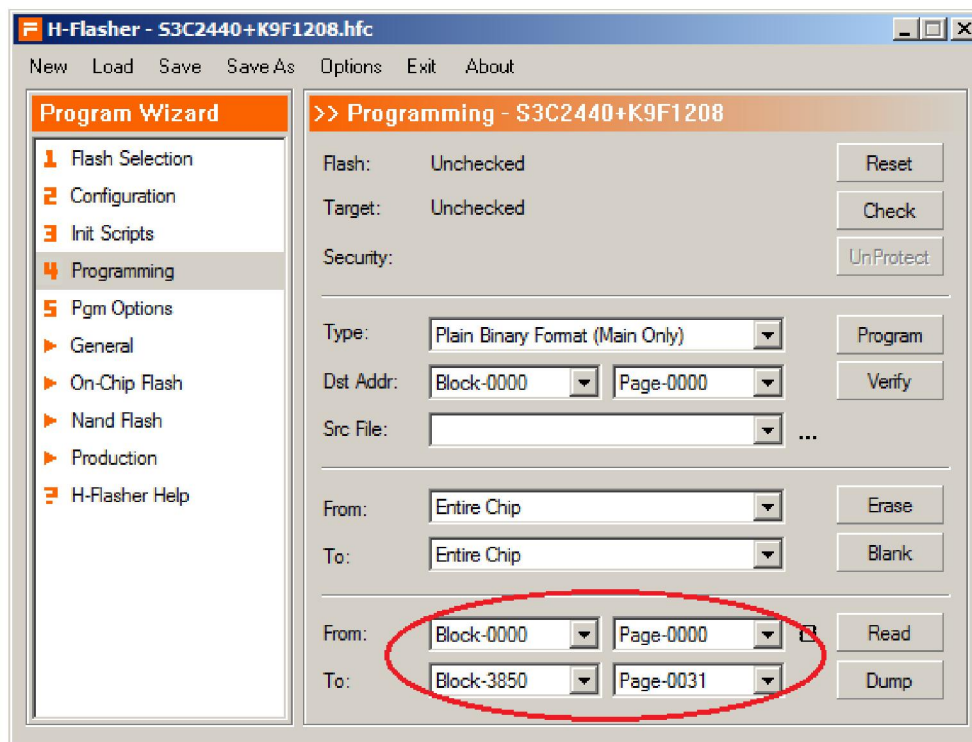 H-Flasher - S3C2440+K9F1208.hfc
New Load Save Save As Options Exit About
Program Wizard
1 Flash Selection
2 Configuration
3 Init Scripts
4 Programming
5 Pgm Options
General
On-Chip Flash
Nand Flash
Production
? H-Flasher Help
>> Programming - S3C2440+K9F1208
Flash: Unchecked Reset
Target: Unchecked Check
Security: UnProtect
Type: Plain Binary Format (Main Only) Program
Dst Addr: Block-0000 Page-0000 Verify
Src File: ...
From: Entire Chip Erase
To: Entire Chip Blank
From: Block-0000 Page-0000 Read
To: Block-3850 Page-0031 Dump